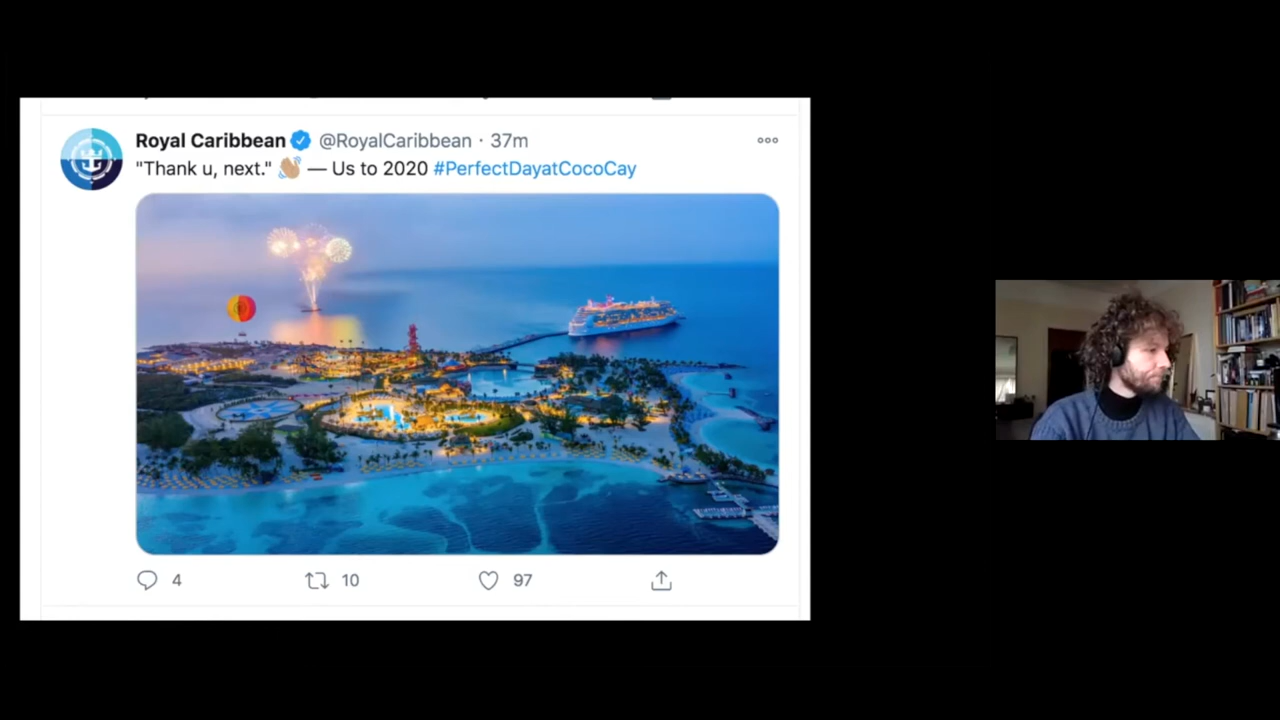 Royal Caribbean @RoyalCaribbean · 37m
"Thank u, next." 👋🏽 — Us to 2020 #PerfectDayatCocoCay
4 10 97